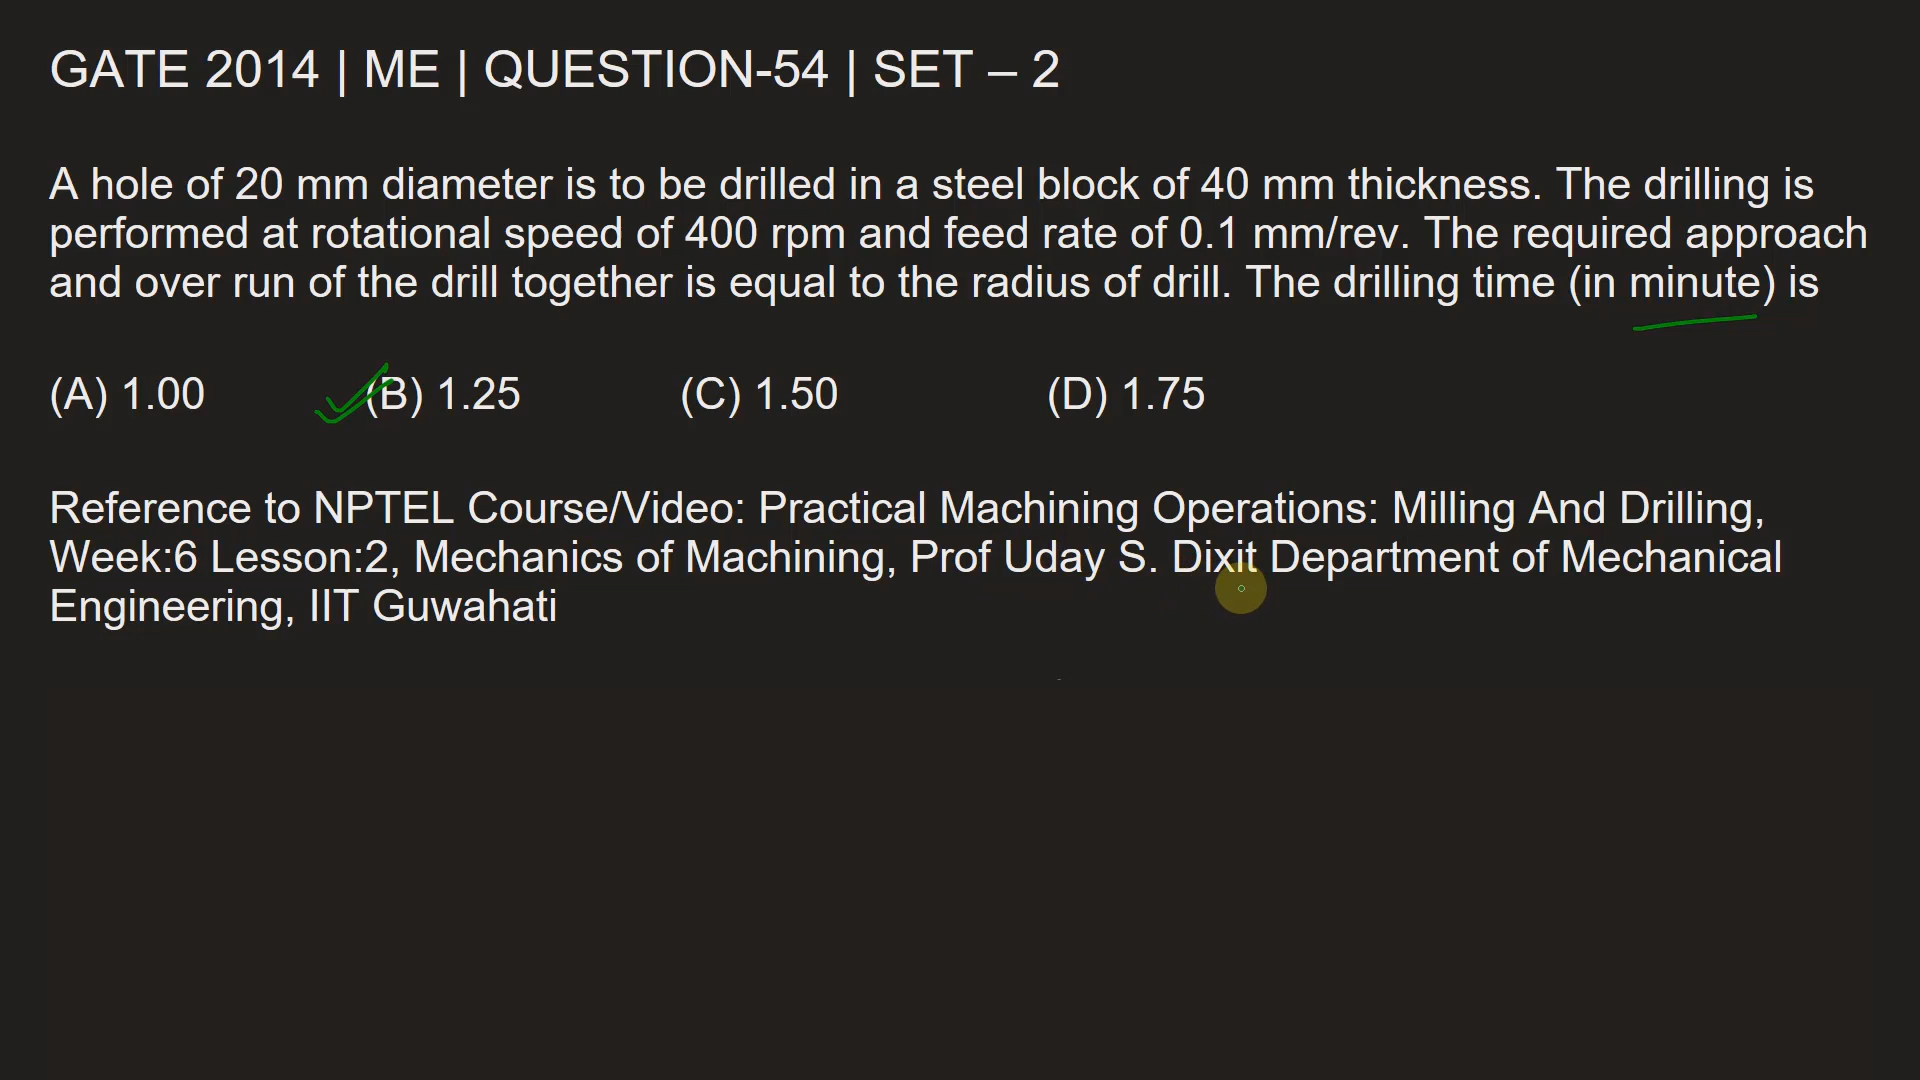 GATE 2014 | ME | QUESTION-54 | SET – 2
A hole of 20 mm diameter is to be drilled in a steel block of 40 mm thickness. The drilling is
performed at rotational speed of 400 rpm and feed rate of 0.1 mm/rev. The required approach
and over run of the drill together is equal to the radius of drill. The drilling time (in minute) is
(A) 1.00 (B) 1.25 (C) 1.50 (D) 1.75
Reference to NPTEL Course/Video: Practical Machining Operations: Milling And Drilling,
Week:6 Lesson:2, Mechanics of Machining, Prof Uday S. Dixit Department of Mechanical
Engineering, IIT Guwahati